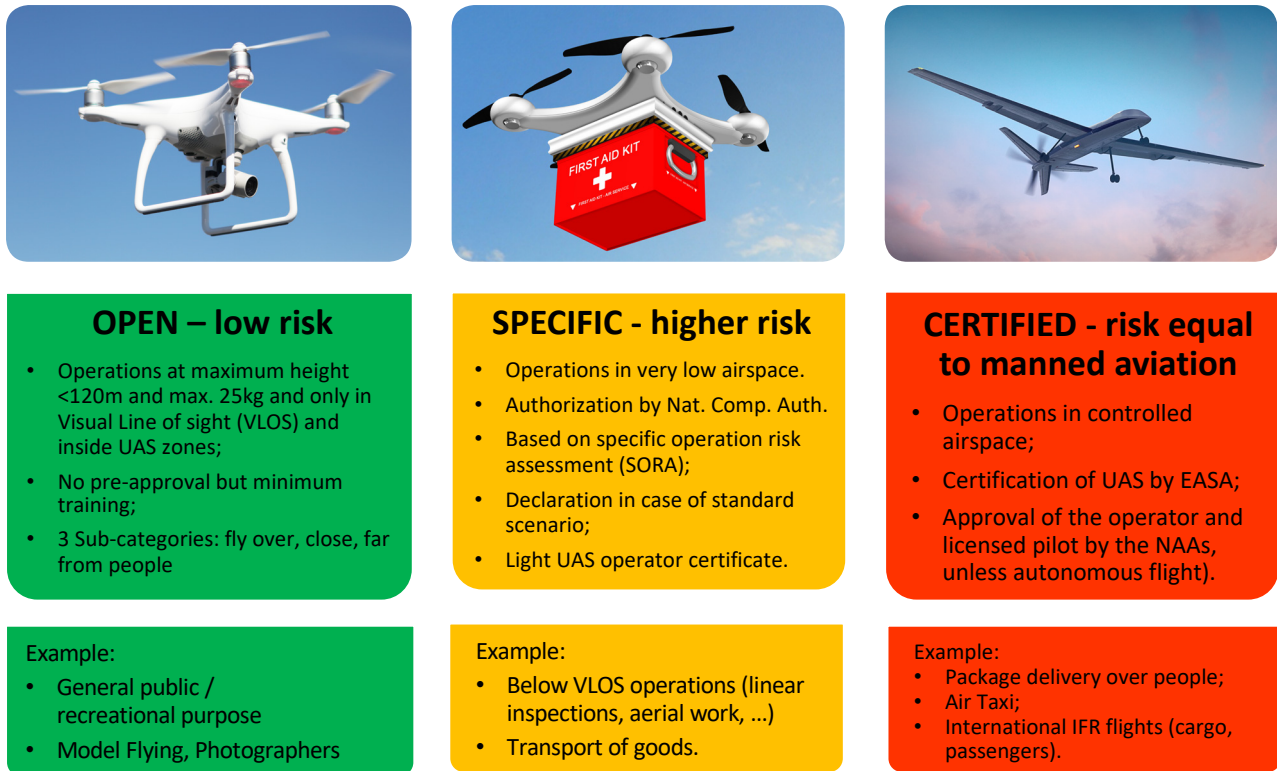 FIRST AID KIT
FIRST AID KIT - AIR SERVICE
OPEN – low risk
• Operations at maximum height
<120m and max. 25kg and only in
Visual Line of sight (VLOS) and
inside UAS zones;
• No pre-approval but minimum
training;
• 3 Sub-categories: fly over, close, far
from people
Example:
• General public /
recreational purpose
• Model Flying, Photographers
SPECIFIC - higher risk
• Operations in very low airspace.
• Authorization by Nat. Comp. Auth.
• Based on specific operation risk
assessment (SORA);
• Declaration in case of standard
scenario;
• Light UAS operator certificate.
Example:
• Below VLOS operations (linear
inspections, aerial work, ...)
• Transport of goods.
CERTIFIED - risk equal
to manned aviation
• Operations in controlled
airspace;
• Certification of UAS by EASA;
• Approval of the operator and
licensed pilot by the NAAs,
unless autonomous flight).
Example:
• Package delivery over people;
• Air Taxi;
• International IFR flights (cargo,
passengers).